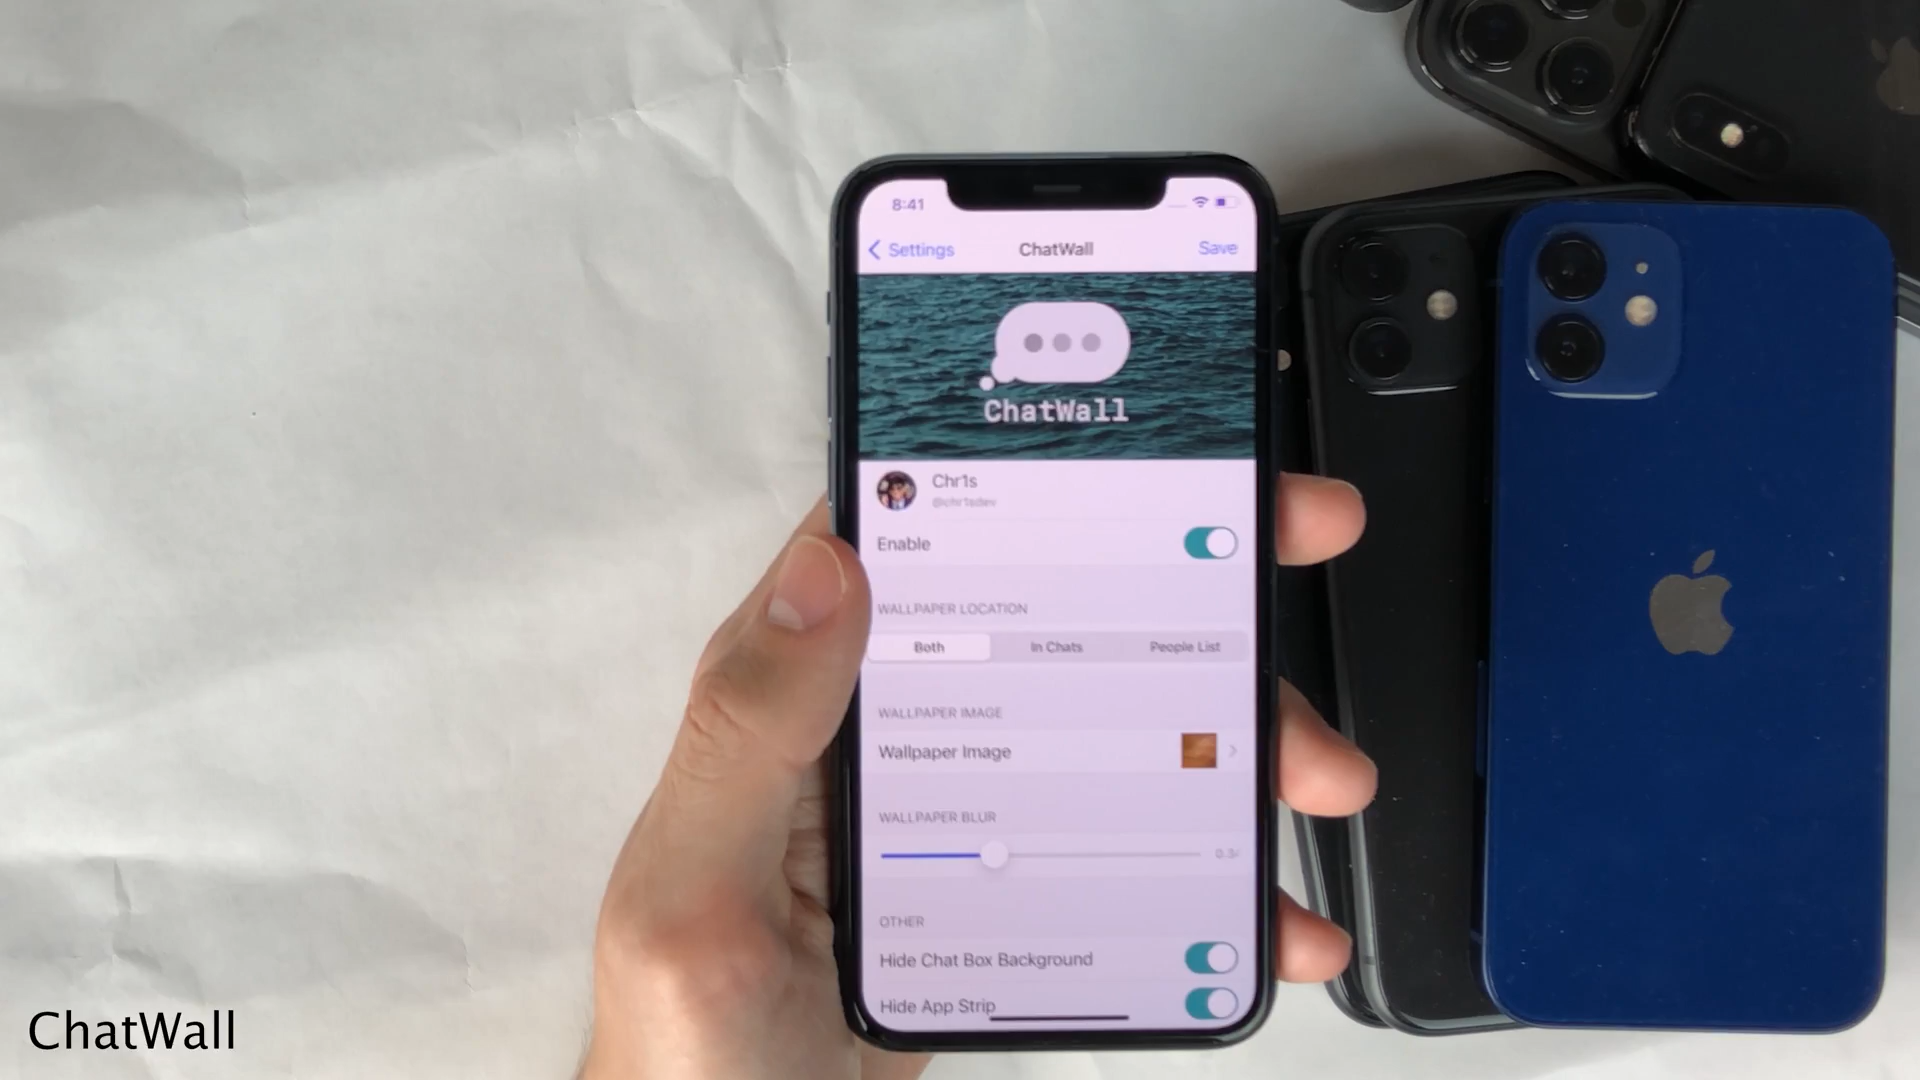 8:41
Settings
ChatWall
Save
ChatWall
Chr1s
@chr1sdev
Enable
WALLPAPER LOCATION
Both
In Chats
People List
WALLPAPER IMAGE
Wallpaper Image
WALLPAPER BLUR
OTHER
Hide Chat Box Background
Hide App Strip
ChatWall